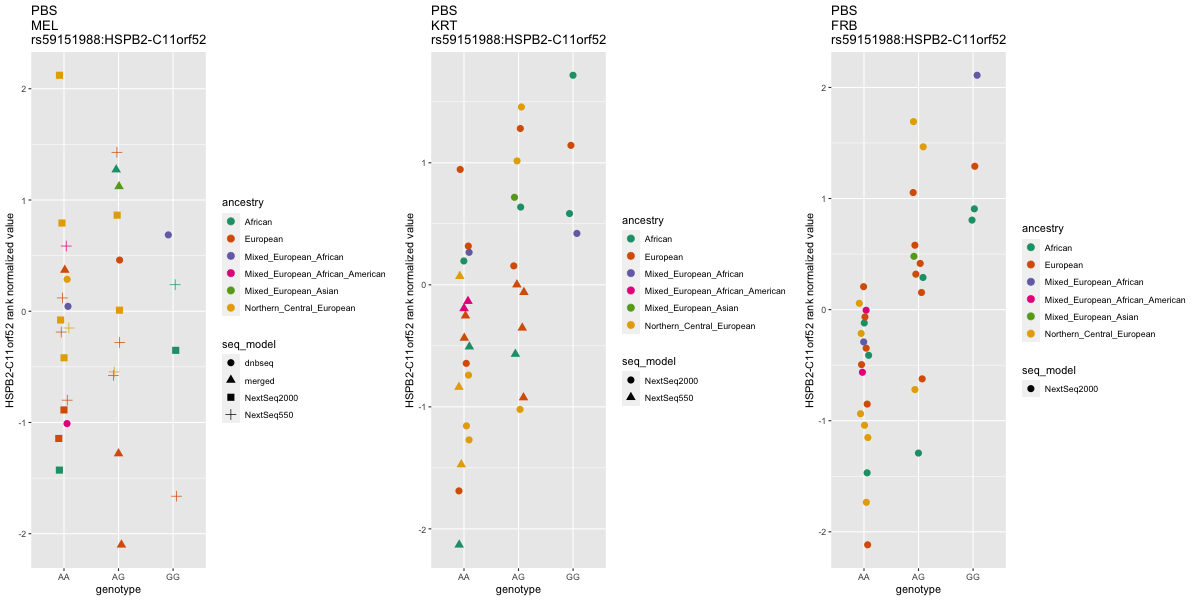 PBS
MEL
rs59151988:HSPB2-C11orf52
HSPB2-C11orf52 rank normalized value
2
1
0
-1
-2
AA AG GG
genotype
ancestry
African
European
Mixed_European_African
Mixed_European_African_American
Mixed_European_Asian
Northern_Central_European
seq_model
dnbseq
merged
NextSeq2000
NextSeq550
PBS
KRT
rs59151988:HSPB2-C11orf52
HSPB2-C11orf52 rank normalized value
1
0
-1
-2
AA AG GG
genotype
ancestry
African
European
Mixed_European_African
Mixed_European_African_American
Mixed_European_Asian
Northern_Central_European
seq_model
NextSeq2000
NextSeq550
PBS
FRB
rs59151988:HSPB2-C11orf52
HSPB2-C11orf52 rank normalized value
2
1
0
-1
-2
AA AG GG
genotype
ancestry
African
European
Mixed_European_African
Mixed_European_African_American
Mixed_European_Asian
Northern_Central_European
seq_model
NextSeq2000